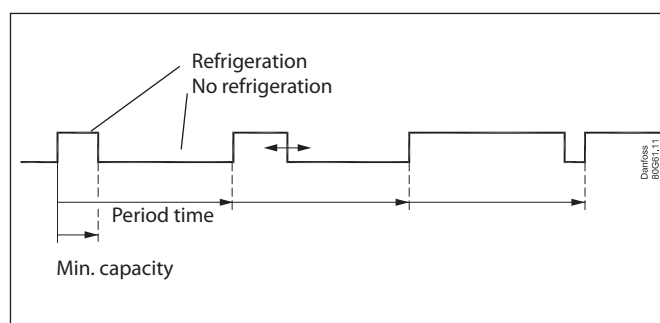 Refrigeration
No refrigeration
Danfoss
80G61.11
Period time
Min. capacity